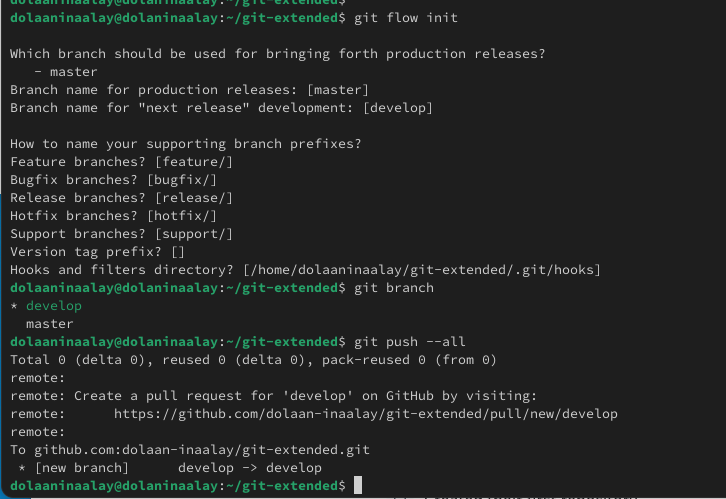 dolaaninaalay@dolaninaalay:~/git-extended$ git flow init
Which branch should be used for bringing forth production releases?
- master
Branch name for production releases: [master]
Branch name for "next release" development: [develop]
How to name your supporting branch prefixes?
Feature branches? [feature/]
Bugfix branches? [bugfix/]
Release branches? [release/]
Hotfix branches? [hotfix/]
Support branches? [support/]
Version tag prefix? []
Hooks and filters directory? [/home/dolaaninaalay/git-extended/.git/hooks]
dolaaninaalay@dolaninaalay:~/git-extended$ git branch
* develop
master
dolaaninaalay@dolaninaalay:~/git-extended$ git push --all
Total 0 (delta 0), reused 0 (delta 0), pack-reused 0 (from 0)
remote:
remote: Create a pull request for 'develop' on GitHub by visiting:
remote:      https://github.com/dolaan-inaalay/git-extended/pull/new/develop
remote:
To github.com:dolaan-inaalay/git-extended.git
* [new branch]      develop -> develop
dolaaninaalay@dolaninaalay:~/git-extended$